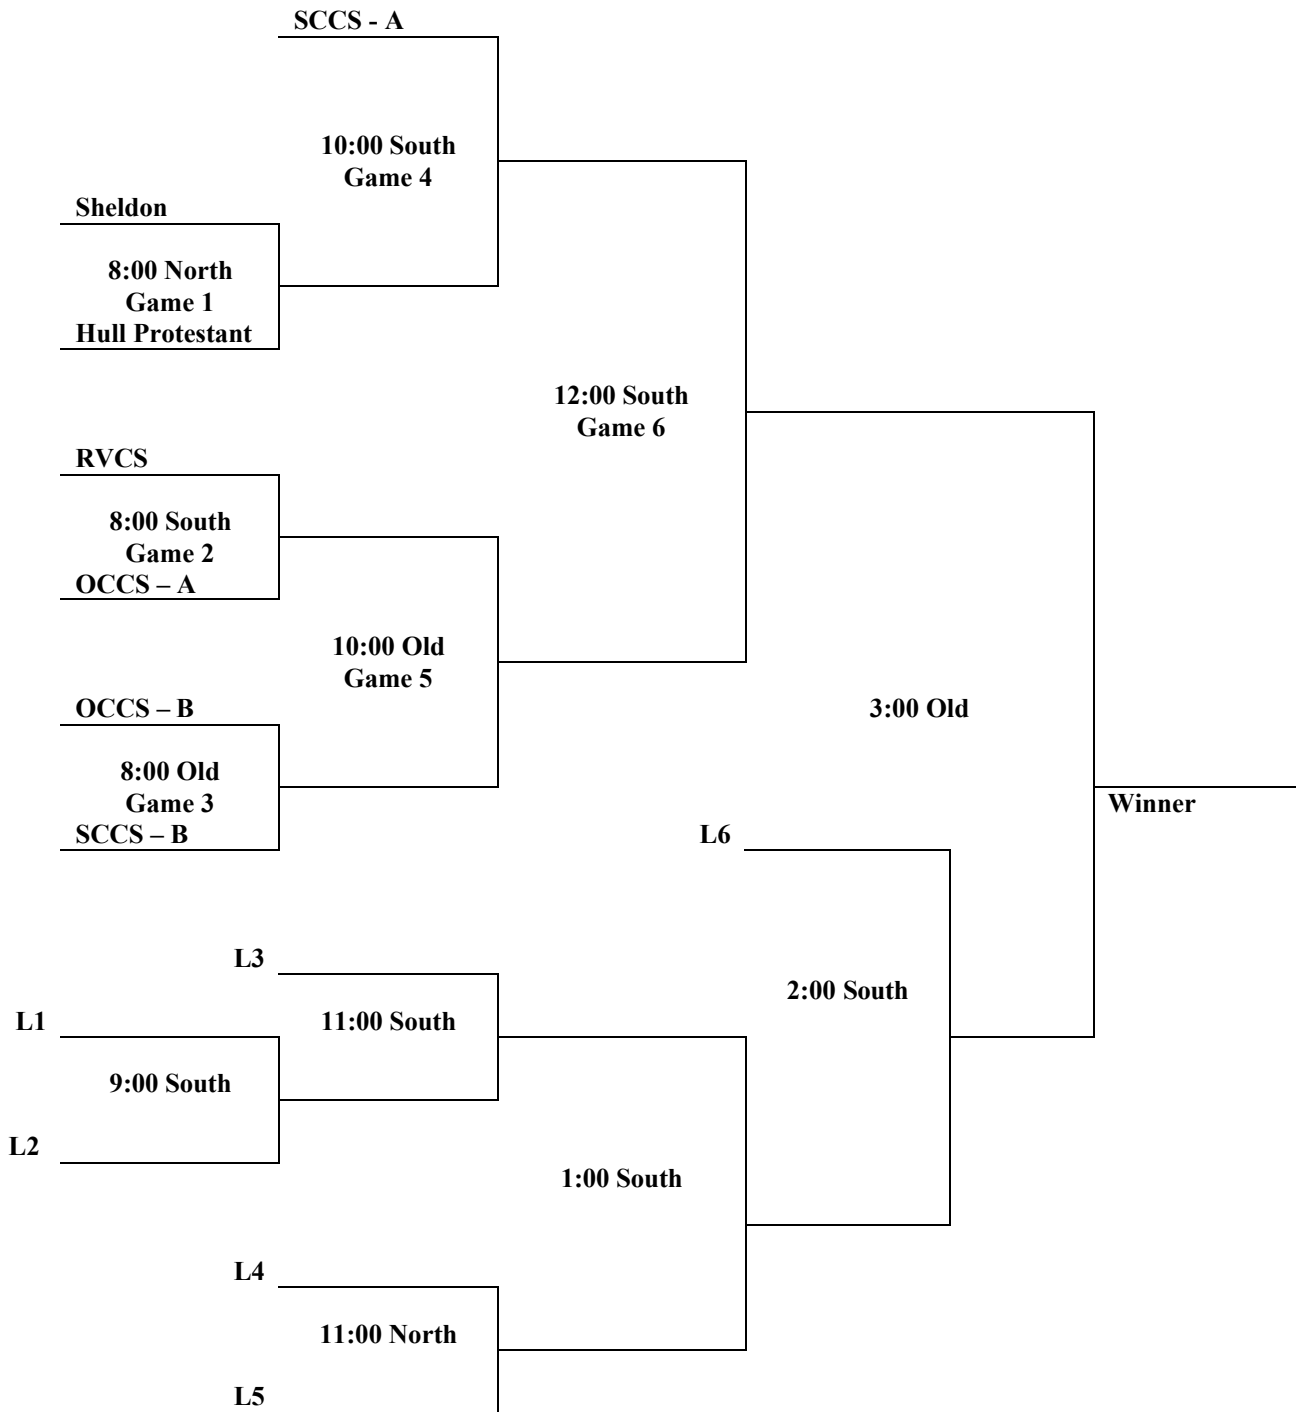 SCCS - A
10:00 South
Game 4
Sheldon
8:00 North
Game 1
Hull Protestant
12:00 South
Game 6
RVCS
8:00 South
Game 2
OCCS – A
10:00 Old
Game 5
OCCS – B
3:00 Old
8:00 Old
Game 3
Winner
SCCS – B
L6
L3
2:00 South
L1
11:00 South
9:00 South
L2
1:00 South
L4
11:00 North
L5